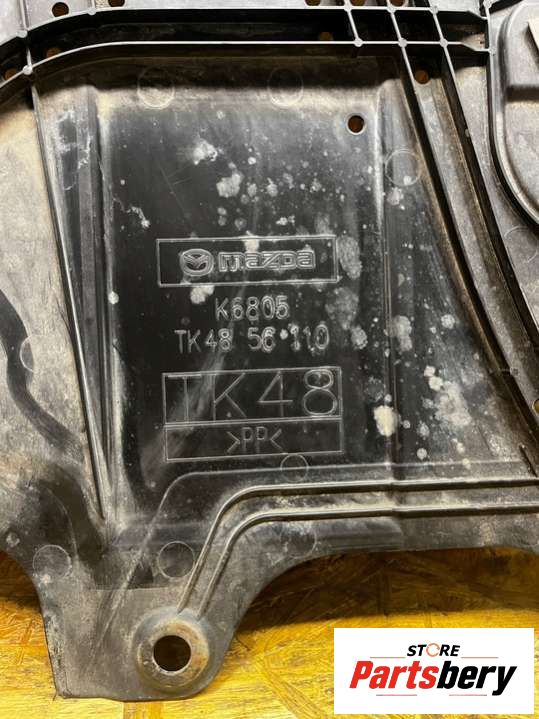 mazda
K6805
TK48 56 110
TK48
>PP<
STORE
Partsbery